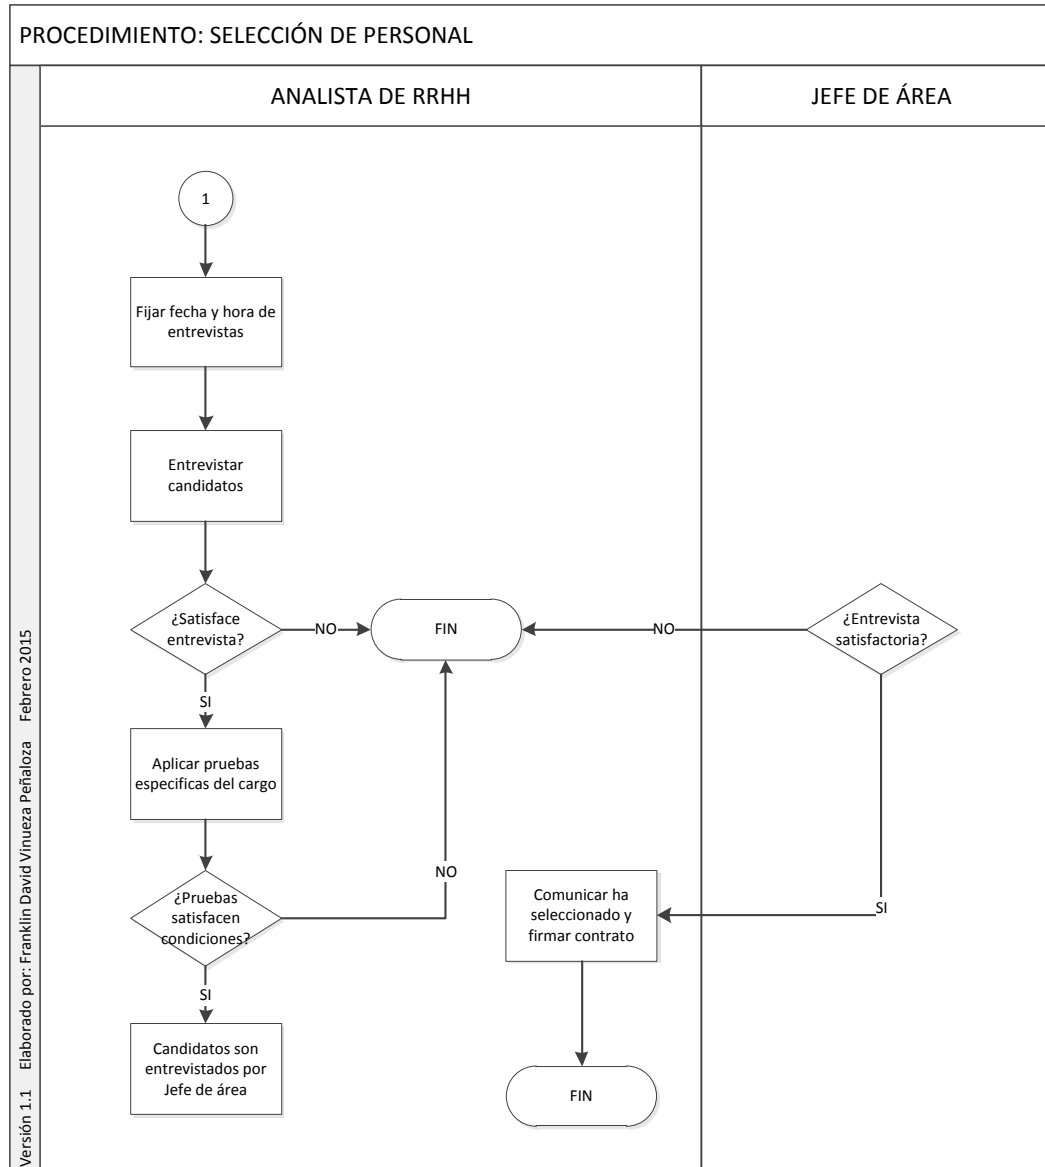 PROCEDIMIENTO: SELECCIÓN DE PERSONAL
ANALISTA DE RRHH
JEFE DE ÁREA
1
Fijar fecha y hora de
entrevistas
Entrevistar
candidatos
¿Satisface
entrevista?
NO
FIN
NO
¿Entrevista
satisfactoria?
SI
Aplicar pruebas
especificas del cargo
NO
¿Pruebas
satisfacen
condiciones?
Comunicar ha
seleccionado y
firmar contrato
SI
SI
Candidatos son
entrevistados por
Jefe de área
FIN
Versión 1.1 Elaborado por: Franklin David Vinueza Peñaloza Febrero 2015